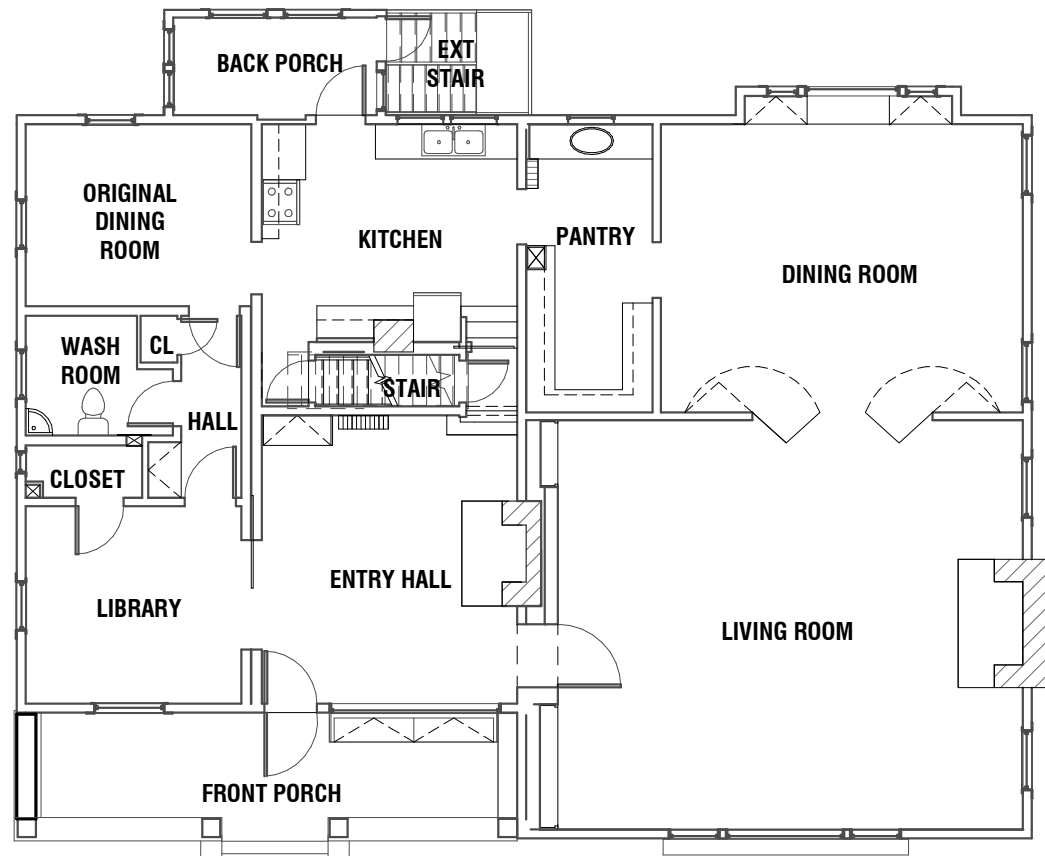 BACK PORCH
EXT
STAIR
ORIGINAL
DINING
ROOM
KITCHEN
PANTRY
DINING ROOM
WASH
ROOM
CL
STAIR
HALL
CLOSET
LIBRARY
ENTRY HALL
LIVING ROOM
FRONT PORCH